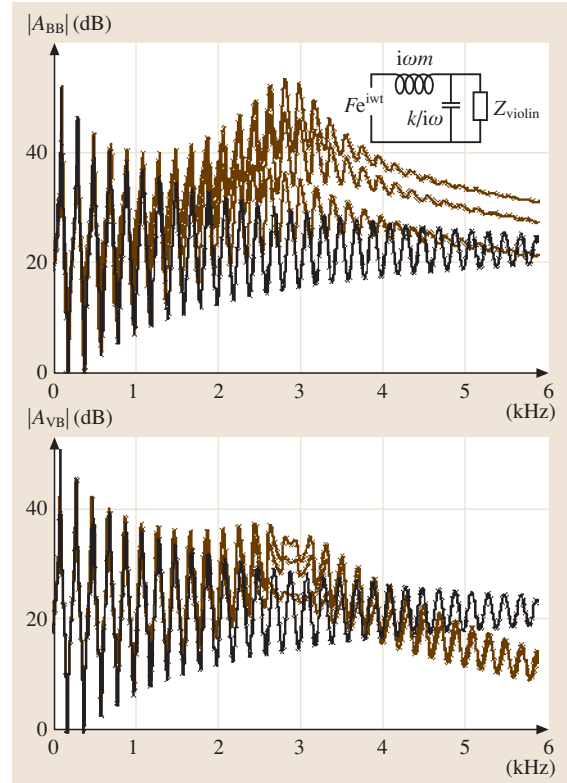 |A_BB| (dB)
iωm
Fe^iwt
k/iω
Z_violin
40
20
0
0 1 2 3 4 5 6
(kHz)
|A_VB| (dB)
40
20
0
0 1 2 3 4 5 6
(kHz)